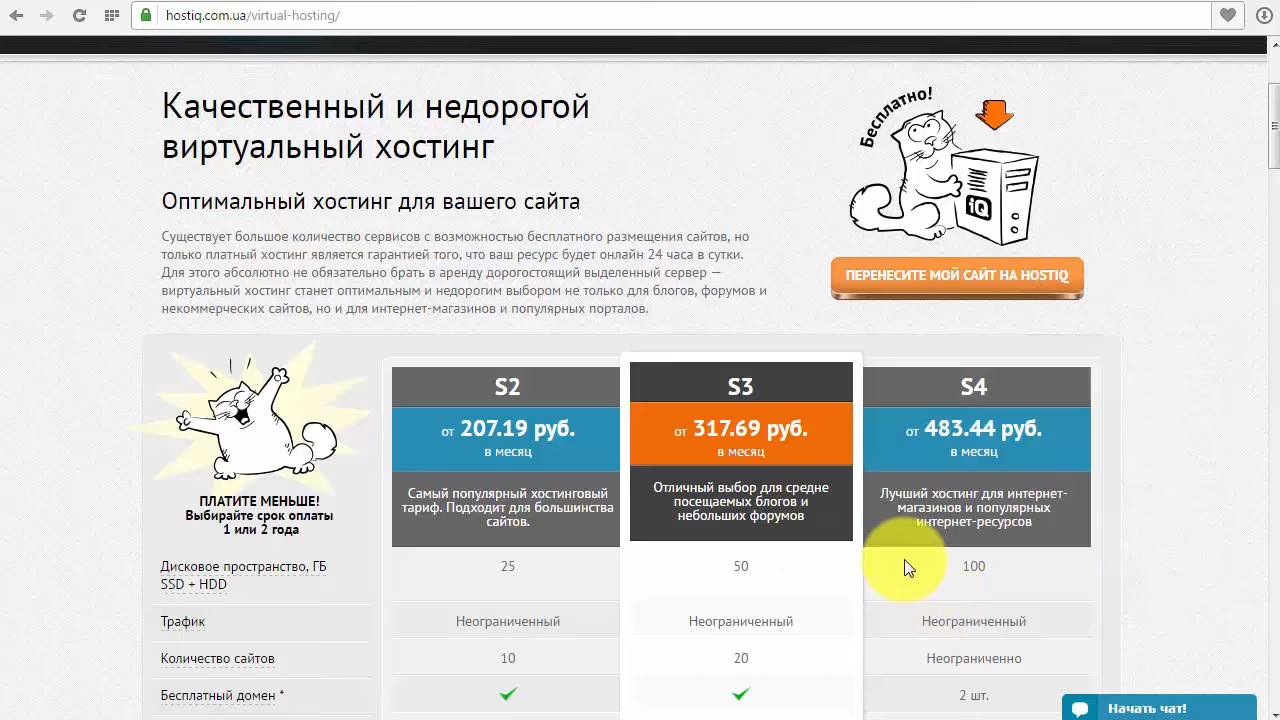 hostiq.com.ua/virtual-hosting/
Качественный и недорогой
виртуальный хостинг
Бесплатно!
iQ
Оптимальный хостинг для вашего сайта
Существует большое количество сервисов с возможностью бесплатного размещения сайтов, но
только платный хостинг является гарантией того, что ваш ресурс будет онлайн 24 часа в сутки.
Для этого абсолютно не обязательно брать в аренду дорогостоящий выделенный сервер —
виртуальный хостинг станет оптимальным и недорогим выбором не только для блогов, форумов и
некоммерческих сайтов, но и для интернет-магазинов и популярных порталов.
ПЕРЕНЕСИТЕ МОЙ САЙТ НА HOSTIQ
ПЛАТИТЕ МЕНЬШЕ!
Выбирайте срок оплаты
1 или 2 года
S2
от 207.19 руб.
в месяц
Самый популярный хостинговый
тариф. Подходит для большинства
сайтов.
S3
от 317.69 руб.
в месяц
Отличный выбор для средне
посещаемых блогов и
небольших форумов
S4
от 483.44 руб.
в месяц
Лучший хостинг для интернет-
магазинов и популярных
интернет-ресурсов
Дисковое пространство, ГБ
SSD + HDD
25
50
100
Трафик
Неограниченный
Неограниченный
Неограниченный
Количество сайтов
10
20
Неограниченно
Бесплатный домен *
2 шт.
Начать чат!